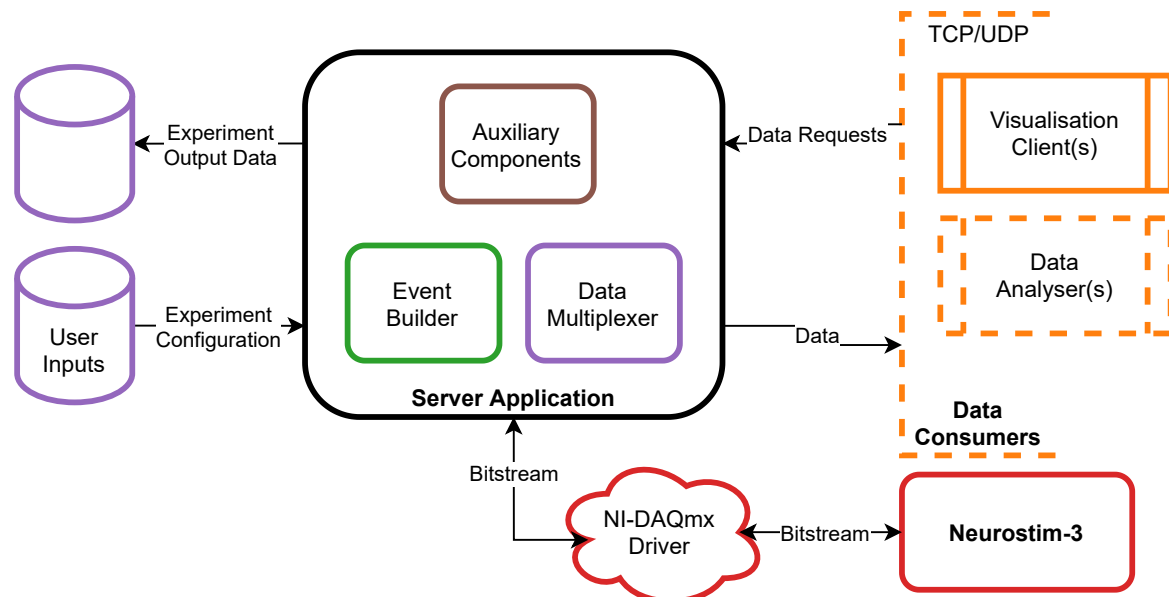 TCP/UDP
Experiment
Output Data
Auxiliary
Components
Data Requests
Visualisation
Client(s)
User
Inputs
Experiment
Configuration
Event
Builder
Data
Multiplexer
Server Application
Data
Data
Analyser(s)
Data
Consumers
Bitstream
NI-DAQmx
Driver
Bitstream
Neurostim-3